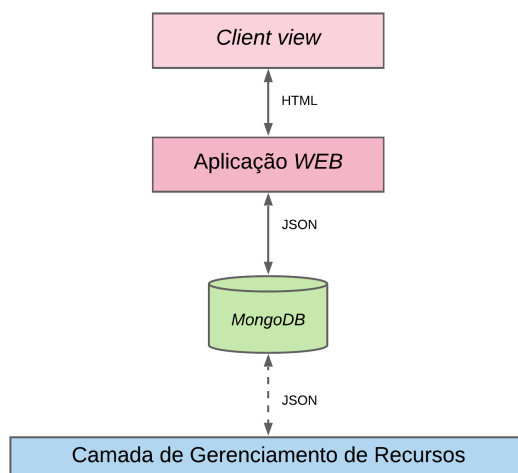 Client view
HTML
Aplicação WEB
JSON
MongoDB
JSON
Camada de Gerenciamento de Recursos